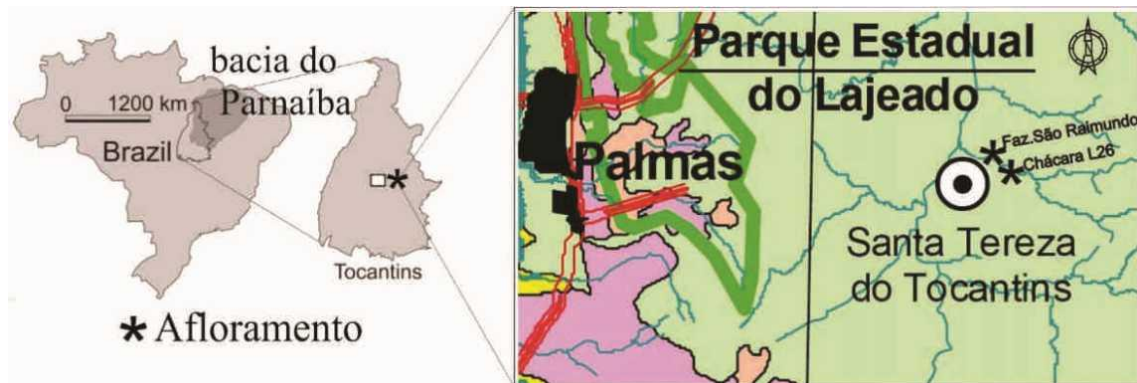 bacia do
Parnaíba
0 1200 km
Brazil
Tocantins
* Afloramento
Parque Estadual
do Lajeado
Palmas
* Faz.São Raimundo
* Chácara L26
Santa Tereza
do Tocantins